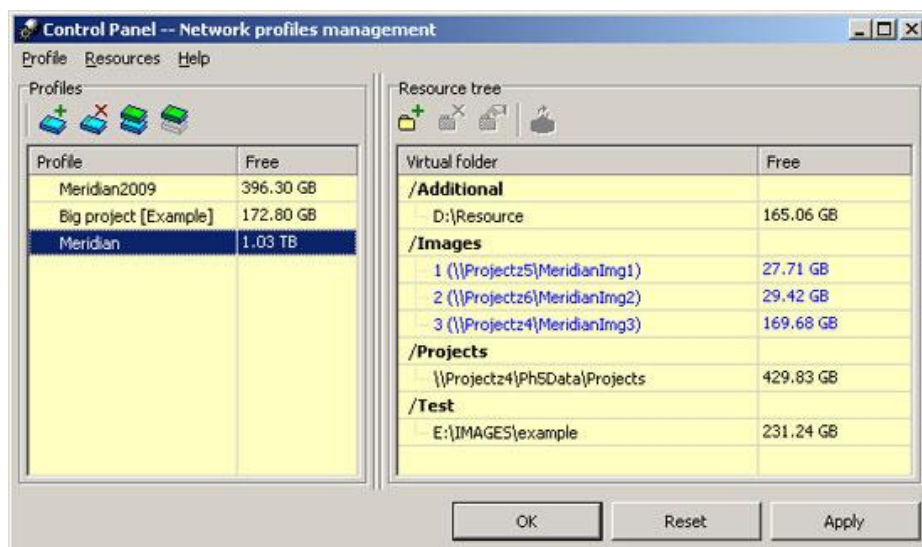 Control Panel -- Network profiles management
Profile Resources Help
Profiles
Profile Free
Meridian2009 396.30 GB
Big project [Example] 172.80 GB
Meridian 1.03 TB
Resource tree
Virtual folder Free
/Additional
D:\Resource 165.06 GB
/Images
1 (\\Projectz5\MeridianImg1) 27.71 GB
2 (\\Projectz6\MeridianImg2) 29.42 GB
3 (\\Projectz4\MeridianImg3) 169.68 GB
/Projects
\\Projectz4\Ph5Data\Projects 429.83 GB
/Test
E:\IMAGES\example 231.24 GB
OK Reset Apply